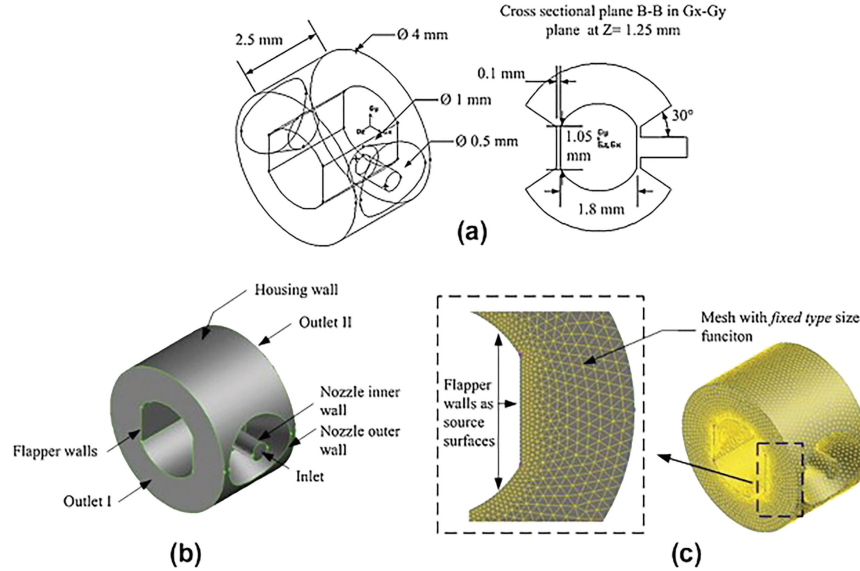 Cross sectional plane B-B in Gx-Gy
plane at Z= 1.25 mm
2.5 mm
Ø 4 mm
0.1 mm
Ø 1 mm
30°
Gy
Gx
Ø 0.5 mm
1.05
mm
Gy
1.8 mm
(a)
Housing wall
Outlet II
Nozzle inner
wall
Nozzle outer
wall
Flapper walls
Inlet
Outlet I
(b)
Mesh with fixed type size
funciton
Flapper
walls as
source
surfaces
(c)